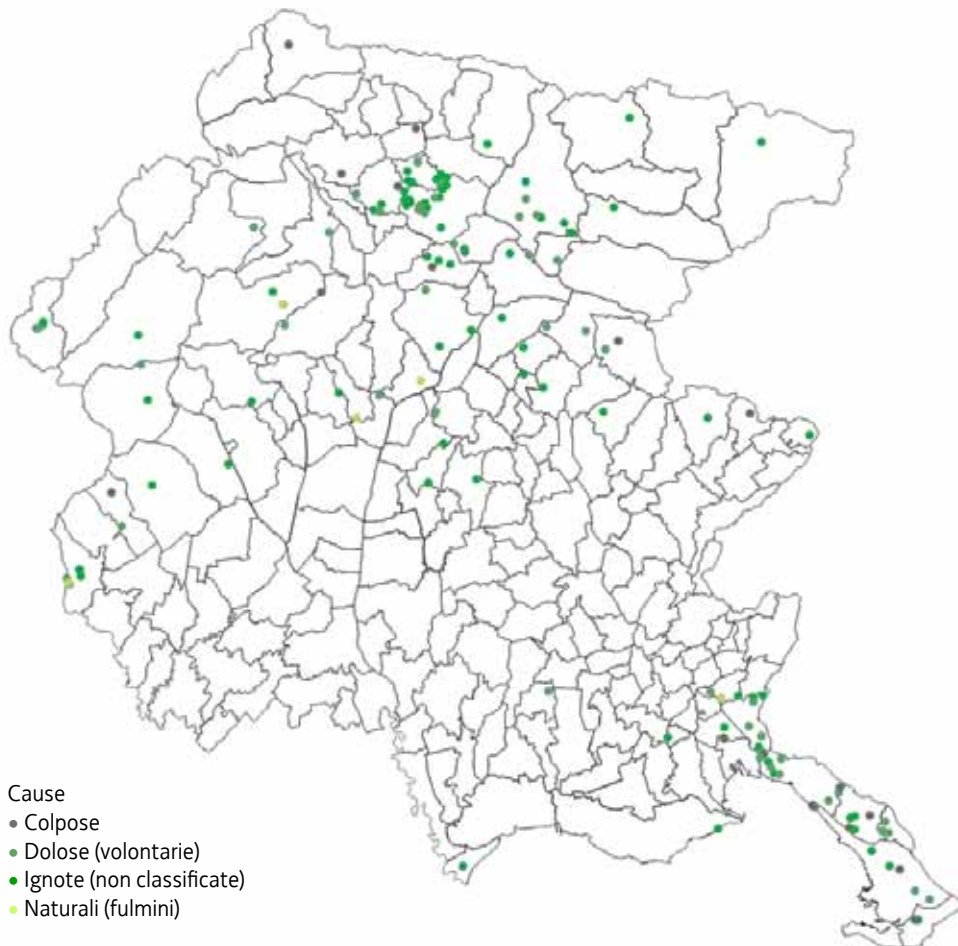 Cause
Colpose
Dolose (volontarie)
Ignote (non classificate)
Naturali (fulmini)